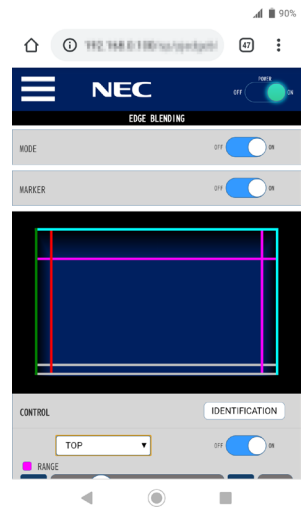 90%
47
NEC
POWER
OFF ON
EDGE BLENDING
MODE OFF ON
MARKER OFF ON
CONTROL IDENTIFICATION
TOP OFF ON
RANGE